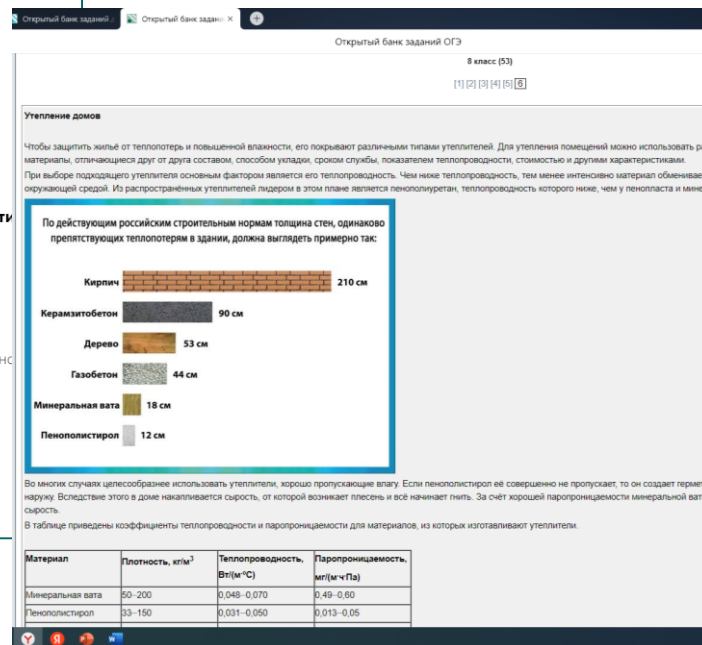 Открытый банк заданий
Открытый банк задани
Открытый банк заданий ОГЭ
8 класс (53)
[1] [2] [3] [4] [5] 6
Утепление домов
Чтобы защитить жильё от теплопотерь и повышенной влажности, его покрывают различными типами утеплителей. Для утепления помещений можно использовать
материалы, отличающиеся друг от друга составом, способом укладки, сроком службы, показателем теплопроводности, стоимостью и другими характеристиками.
При выборе подходящего утеплителя основным фактором является его теплопроводность. Чем ниже теплопроводность, тем менее интенсивно материал обменивае
окружающей средой. Из распространённых утеплителей лидером в этом плане является пенополиуретан, теплопроводность которого ниже, чем у пенопласта и мине
По действующим российским строительным нормам толщина стен, одинаково
препятствующих теплопотерям в здании, должна выглядеть примерно так:
Кирпич 210 см
Керамзитобетон 90 см
Дерево 53 см
Газобетон 44 см
Минеральная вата 18 см
Пенополистирол 12 см
Во многих случаях целесообразнее использовать утеплители, хорошо пропускающие влагу. Если пенополистирол её совершенно не пропускает, то он создает гермет
наружу. Вследствие этого в доме накапливается сырость, от которой возникает плесень и всё начинает гнить. За счёт хорошей паропроницаемости минеральной ват
сырость.
В таблице приведены коэффициенты теплопроводности и паропроницаемости для материалов, из которых изготавливают утеплители.
Материал Плотность, кг/м³ Теплопроводность, Вт/(м·°С) Паропроницаемость, мг/(м·ч·Па)
Минеральная вата 50–200 0,048–0,070 0,49–0,60
Пенополистирол 33–150 0,031–0,050 0,013–0,05